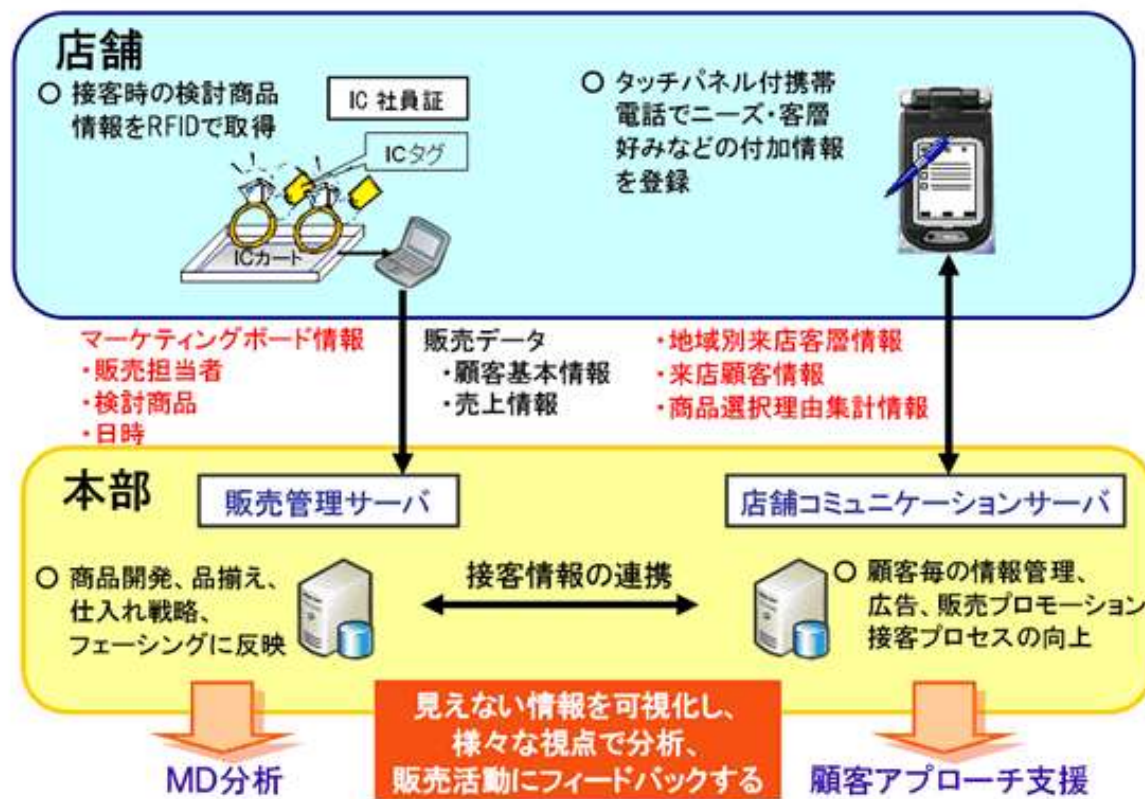 店舗
○ 接客時の検討商品
情報をRFIDで取得
IC 社員証
ICタグ
ICカート
○ タッチパネル付携帯
電話でニーズ・客層
好みなどの付加情報
を登録
マーケティングボード情報
・販売担当者
・検討商品
・日時
販売データ
・顧客基本情報
・売上情報
・地域別来店客層情報
・来店顧客情報
・商品選択理由集計情報
本部
販売管理サーバ
店舗コミュニケーションサーバ
○ 商品開発、品揃え、
仕入れ戦略、
フェーシングに反映
接客情報の連携
○ 顧客毎の情報管理、
広告、販売プロモーション
接客プロセスの向上
MD分析
見えない情報を可視化し、
様々な視点で分析、
販売活動にフィードバックする
顧客アプローチ支援